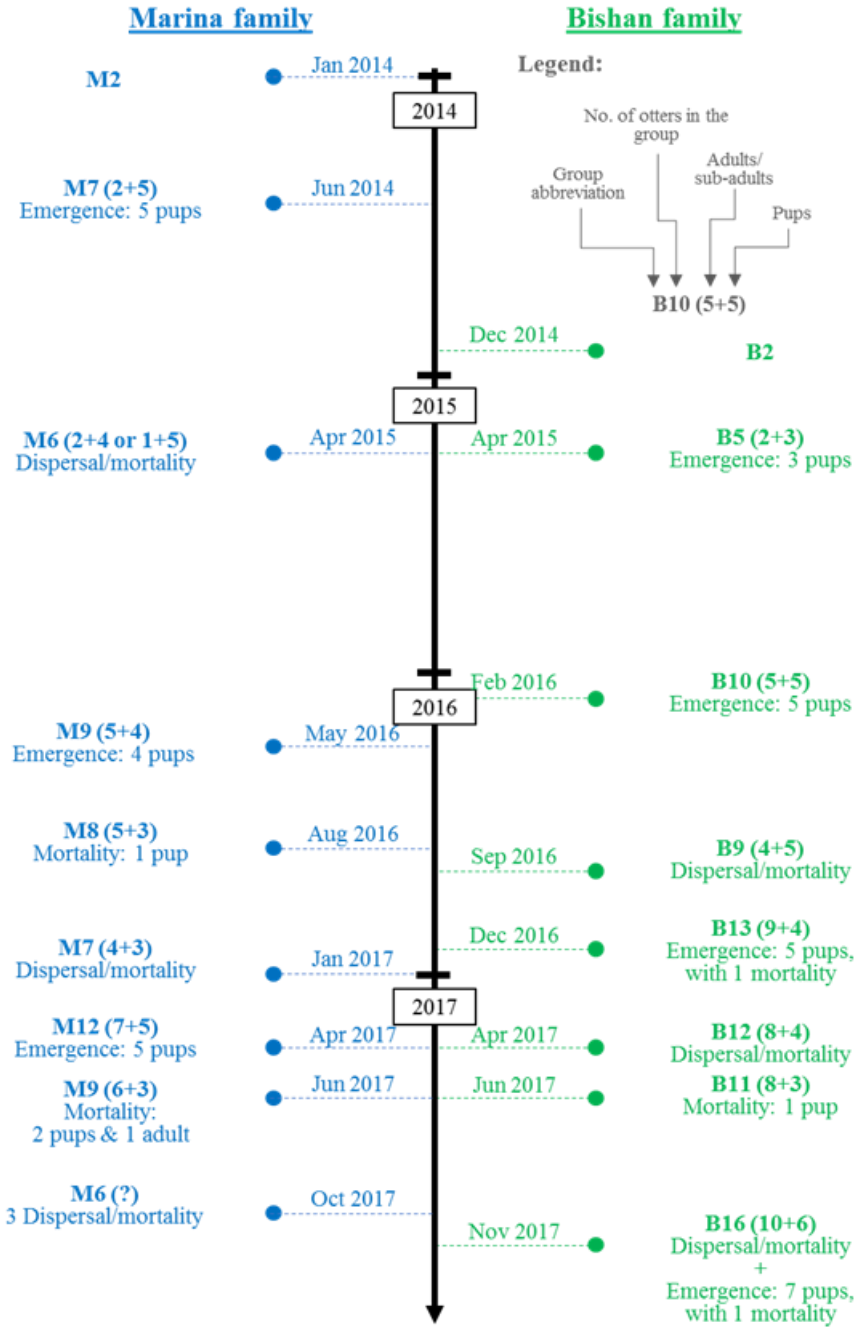 Marina family
Bishan family
Jan 2014
M2
2014
Legend:
No. of otters in the
group
Group
abbreviation
Adults/
sub-adults
Pups
B10 (5+5)
Jun 2014
M7 (2+5)
Emergence: 5 pups
Dec 2014
B2
2015
Apr 2015
M6 (2+4 or 1+5)
Dispersal/mortality
Apr 2015
B5 (2+3)
Emergence: 3 pups
Feb 2016
B10 (5+5)
Emergence: 5 pups
2016
May 2016
M9 (5+4)
Emergence: 4 pups
Aug 2016
M8 (5+3)
Mortality: 1 pup
Sep 2016
B9 (4+5)
Dispersal/mortality
Dec 2016
B13 (9+4)
Emergence: 5 pups,
with 1 mortality
Jan 2017
M7 (4+3)
Dispersal/mortality
2017
Apr 2017
M12 (7+5)
Emergence: 5 pups
Apr 2017
B12 (8+4)
Dispersal/mortality
Jun 2017
M9 (6+3)
Mortality:
2 pups & 1 adult
Jun 2017
B11 (8+3)
Mortality: 1 pup
Oct 2017
M6 (?)
3 Dispersal/mortality
Nov 2017
B16 (10+6)
Dispersal/mortality
+
Emergence: 7 pups,
with 1 mortality